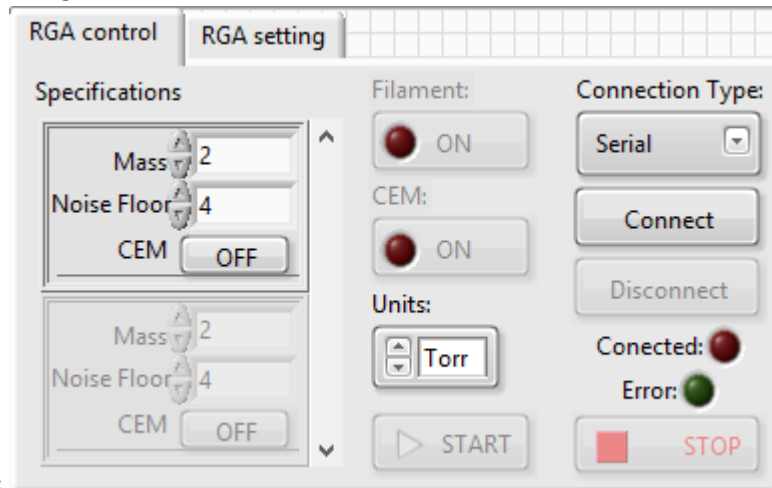 RGA control
RGA setting
Specifications
Mass 2
Noise Floor 4
CEM OFF
Mass 2
Noise Floor 4
CEM OFF
Filament:
ON
CEM:
ON
Units:
Torr
START
Connection Type:
Serial
Connect
Disconnect
Conected:
Error:
STOP